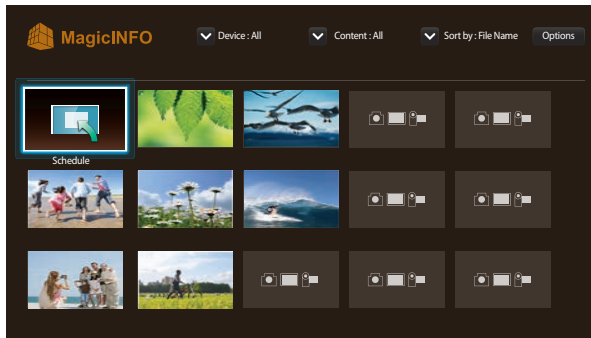 MagicINFO
Device : All
Content : All
Sort by : File Name
Options
Schedule